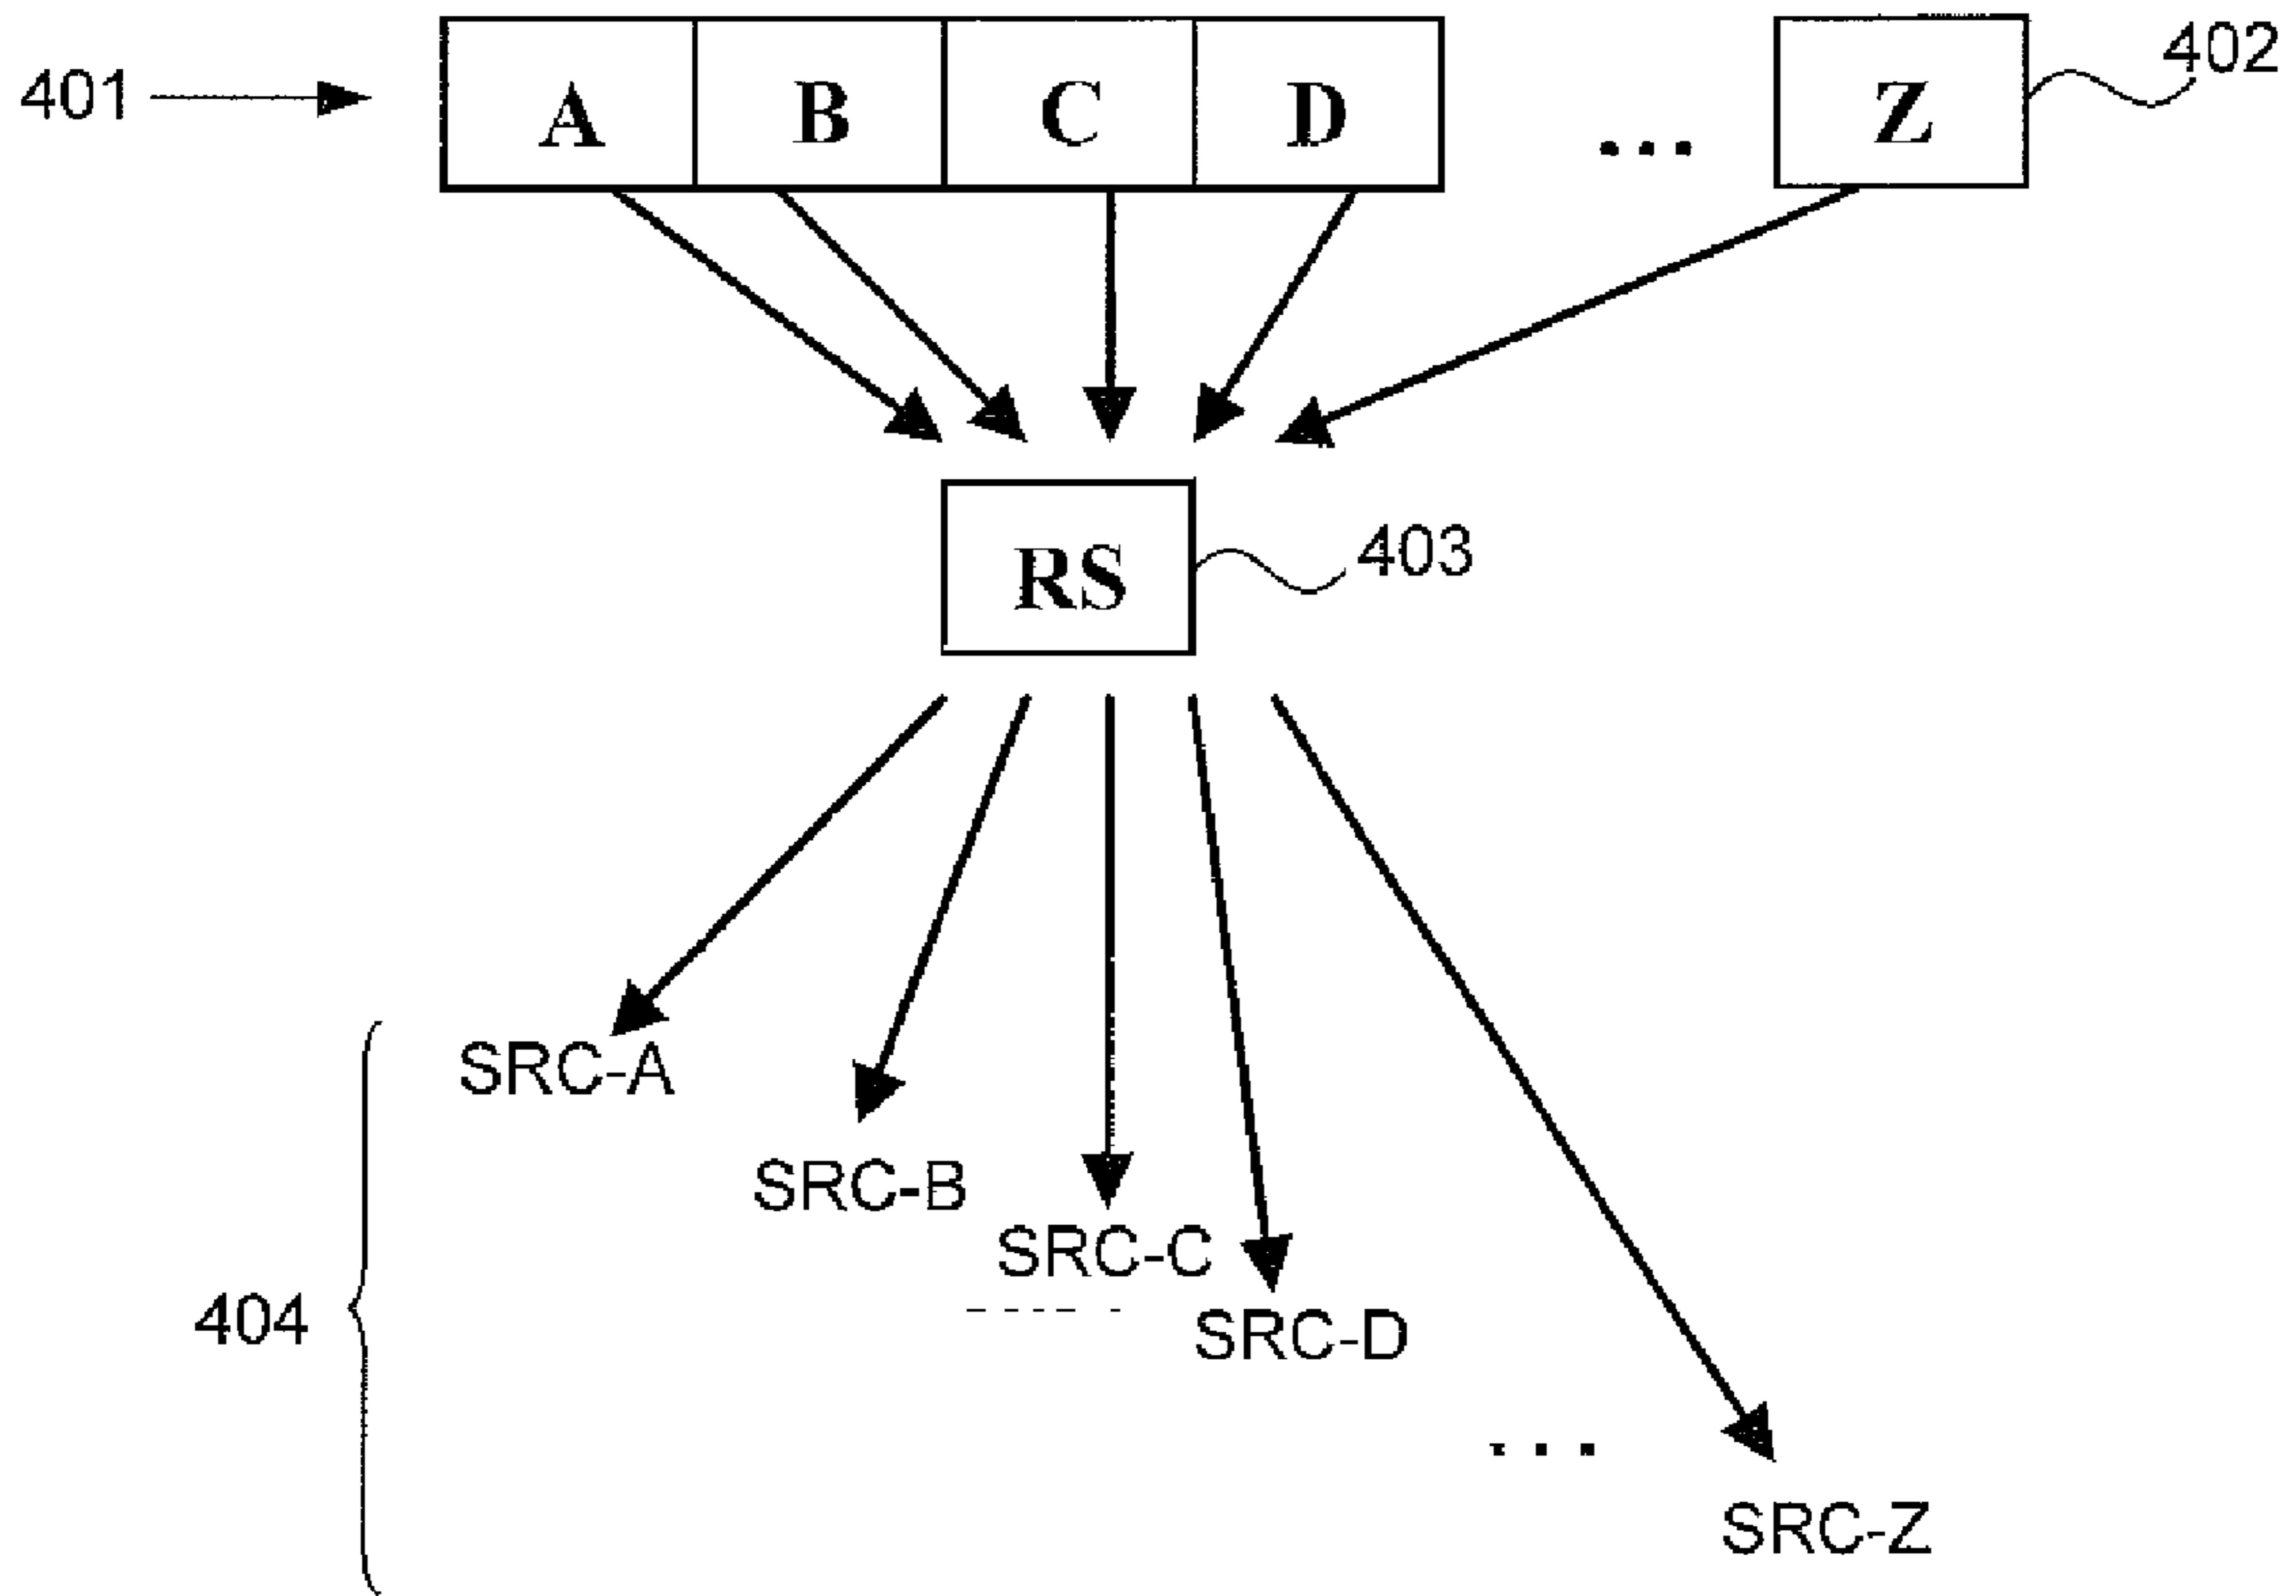 401
A B C D ... Z
402
RS
403
SRC-A
SRC-B
SRC-C
404
SRC-D
...
SRC-Z